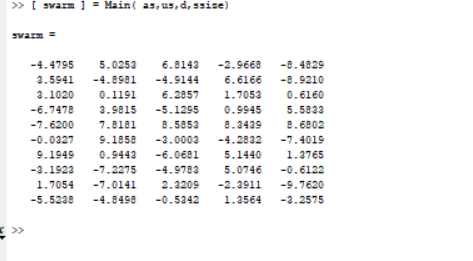 >> [ swarm ] = Main( as,us,d,ssize)
swarm =
-4.4795 5.0253 6.8143 -2.9668 -8.4829
3.5941 -4.8981 -4.9144 6.6166 -8.9210
3.1020 0.1191 6.2857 1.7053 0.6160
-6.7478 3.9815 -5.1295 0.9945 5.5833
-7.6200 7.8181 8.5853 8.3439 8.6802
-0.0327 9.1858 -3.0003 -4.2832 -7.4019
9.1949 0.9443 -6.0681 5.1440 1.3765
-3.1923 -7.2275 -4.9783 5.0746 -0.6122
1.7054 -7.0141 2.3209 -2.3911 -9.7620
-5.5238 -4.8498 -0.5342 1.3564 -3.2575
>>